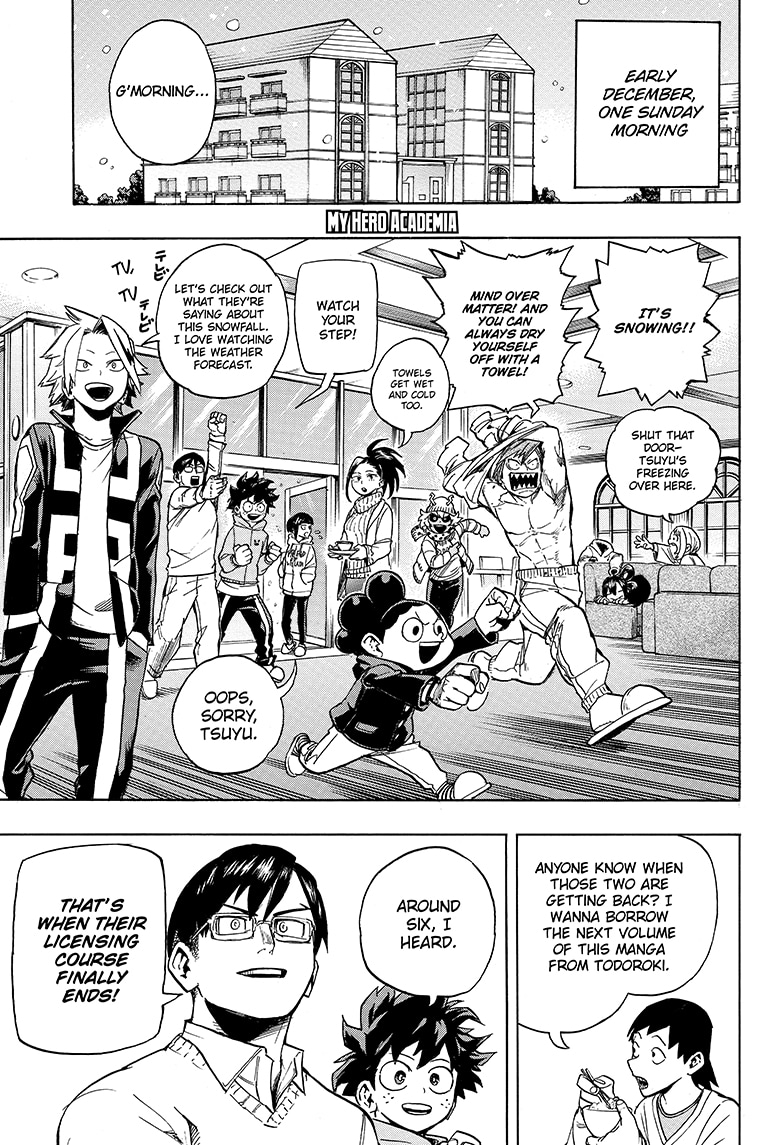 EARLY
DECEMBER,
ONE SUNDAY
MORNING
G'MORNING...
MY HERO ACADEMIA
IT'S
SNOWING!!
MIND OVER
MATTER! AND
YOU CAN
ALWAYS DRY
YOURSELF
OFF WITH A
TOWEL!
TOWELS
GET WET
AND COLD
TOO.
SHUT THAT
DOOR–
TSUYU'S
FREEZING
OVER HERE.
WATCH
YOUR
STEP!
LET'S CHECK OUT
WHAT THEY'RE
SAYING ABOUT
THIS SNOWFALL.
I LOVE WATCHING
THE WEATHER
FORECAST.
テレビ
TV,
テレビ
TV
OOPS,
SORRY,
TSUYU.
ANYONE KNOW WHEN
THOSE TWO ARE
GETTING BACK? I
WANNA BORROW
THE NEXT VOLUME
OF THIS MANGA
FROM TODOROKI.
AROUND
SIX, I
HEARD.
THAT'S
WHEN THEIR
LICENSING
COURSE
FINALLY
ENDS!